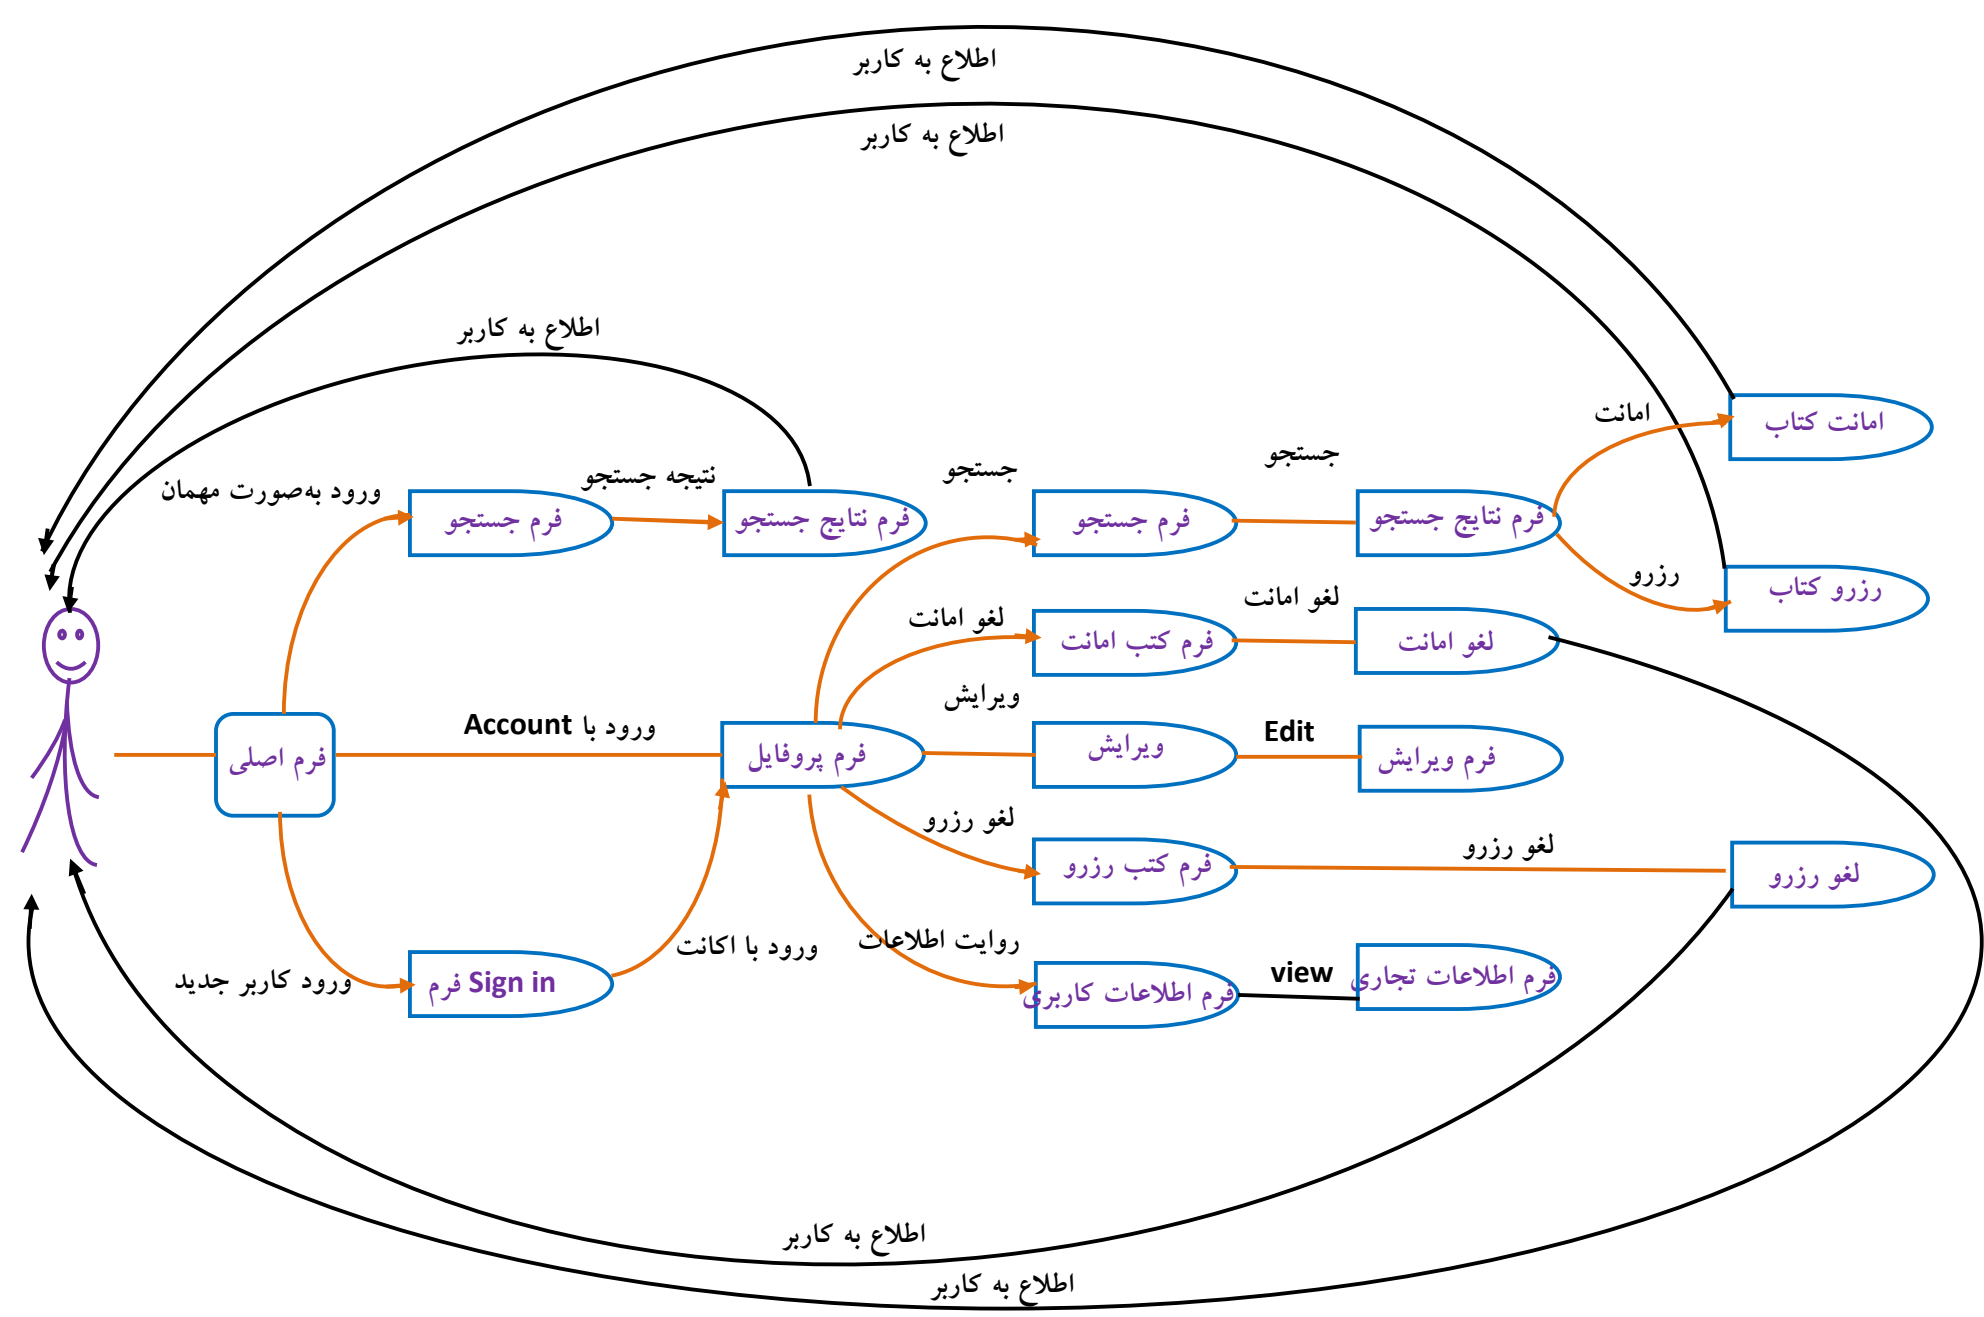 اطلاع به کاربر
اطلاع به کاربر
اطلاع به کاربر
امانت
امانت کتاب
جستجو
جستجو
نتیجه جستجو
ورود به‌صورت مهمان
فرم جستجو
فرم نتایج جستجو
فرم جستجو
فرم نتایج جستجو
رزرو
رزرو کتاب
لغو امانت
لغو امانت
فرم کتب امانت
لغو امانت
ویرایش
ورود با Account
Edit
فرم اصلی
فرم پروفایل
ویرایش
فرم ویرایش
لغو رزرو
لغو رزرو
فرم کتب رزرو
لغو رزرو
روایت اطلاعات
ورود با اکانت
view
ورود کاربر جدید
فرم Sign in
فرم اطلاعات کاربری
فرم اطلاعات تجاری
اطلاع به کاربر
اطلاع به کاربر